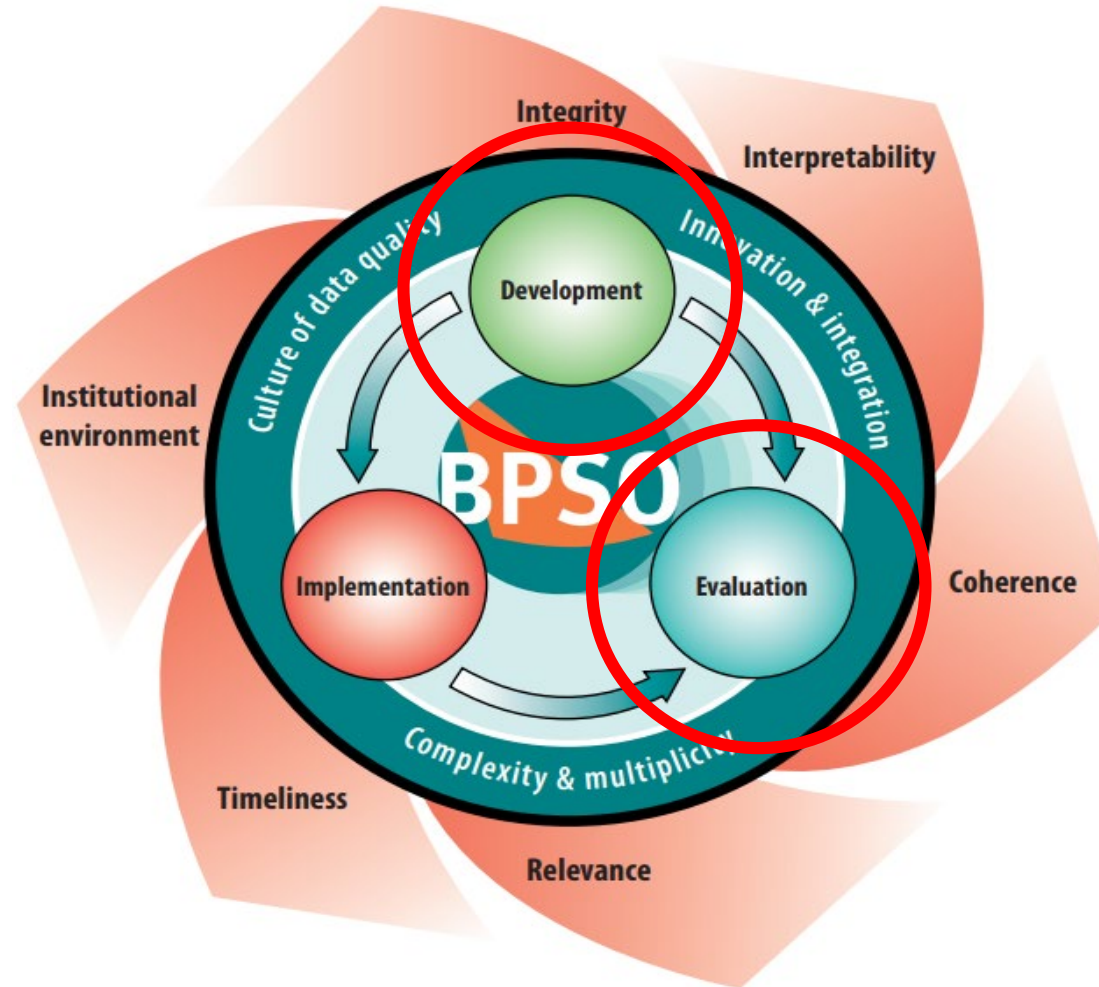 Integrity
Interpretability
Culture of data quality
Innovation & integration
Development
Institutional
environment
BPSO
Implementation
Evaluation
Coherence
Complexity & multiplicity
Timeliness
Relevance